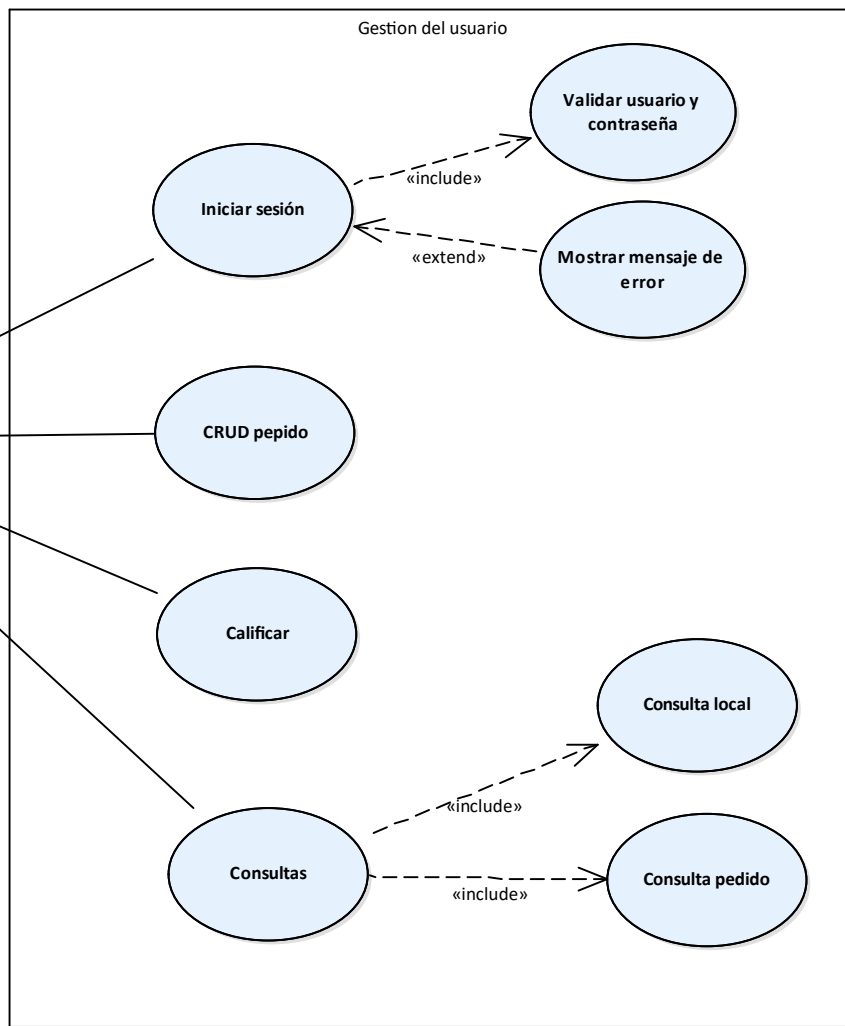 Gestion del usuario
Validar usuario y
contraseña
Iniciar sesión
«include»
«extend»
Mostrar mensaje de
error
CRUD pepido
Calificar
Consulta local
«include»
Consultas
Consulta pedido
«include»